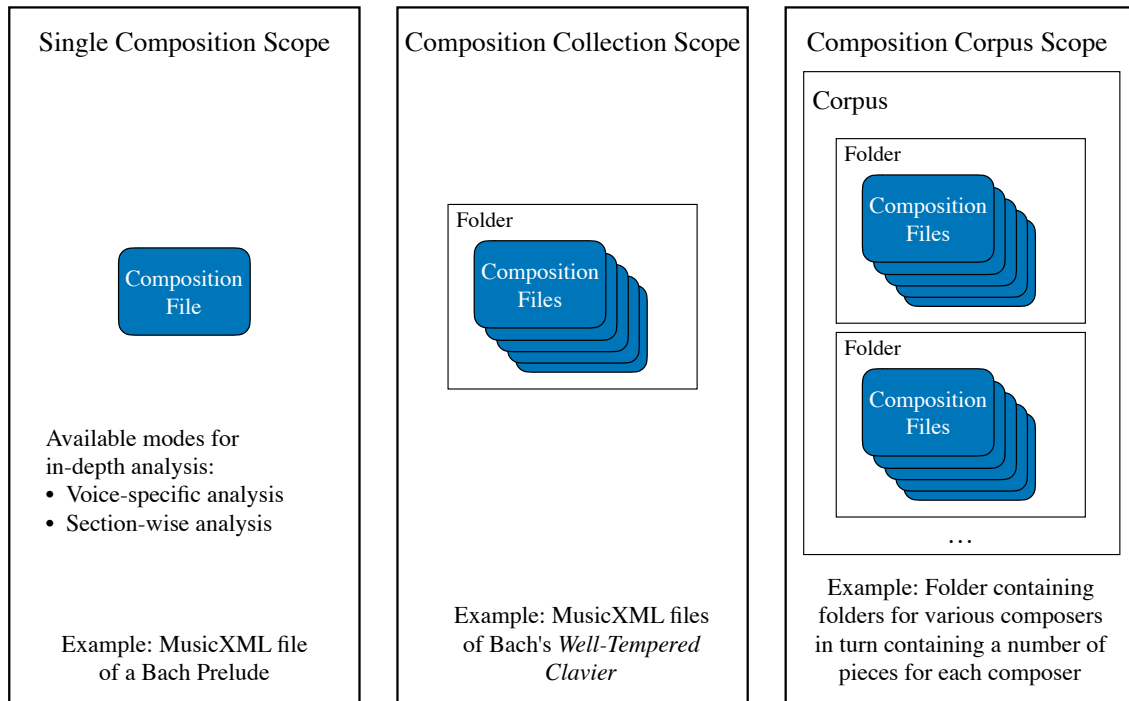 Single Composition Scope
Composition
File
Available modes for
in-depth analysis:
• Voice-specific analysis
• Section-wise analysis
Example: MusicXML file
of a Bach Prelude
Composition Collection Scope
Folder
Composition
Files
Example: MusicXML files
of Bach's Well-Tempered
Clavier
Composition Corpus Scope
Corpus
Folder
Composition
Files
Folder
Composition
Files
...
Example: Folder containing
folders for various composers
in turn containing a number of
pieces for each composer